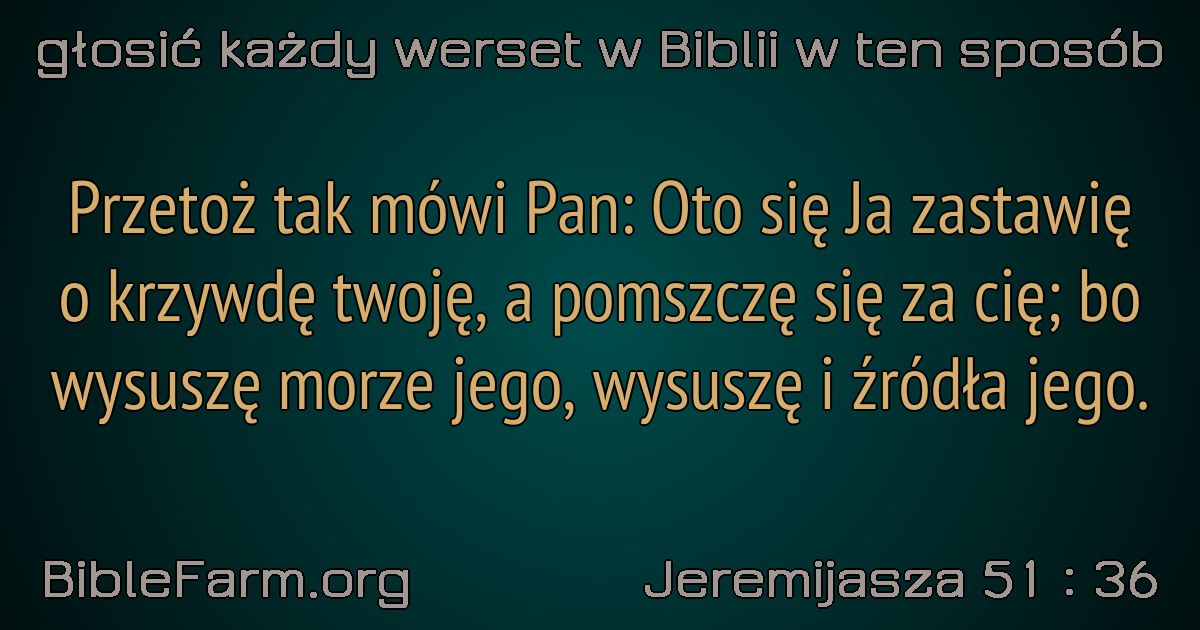 głosić każdy werset w Biblii w ten sposób
Przetoż tak mówi Pan: Oto się Ja zastawię
o krzywdę twoję, a pomszczę się za cię; bo
wysuszę morze jego, wysuszę i źródła jego.
BibleFarm.org
Jeremijasza 51 : 36